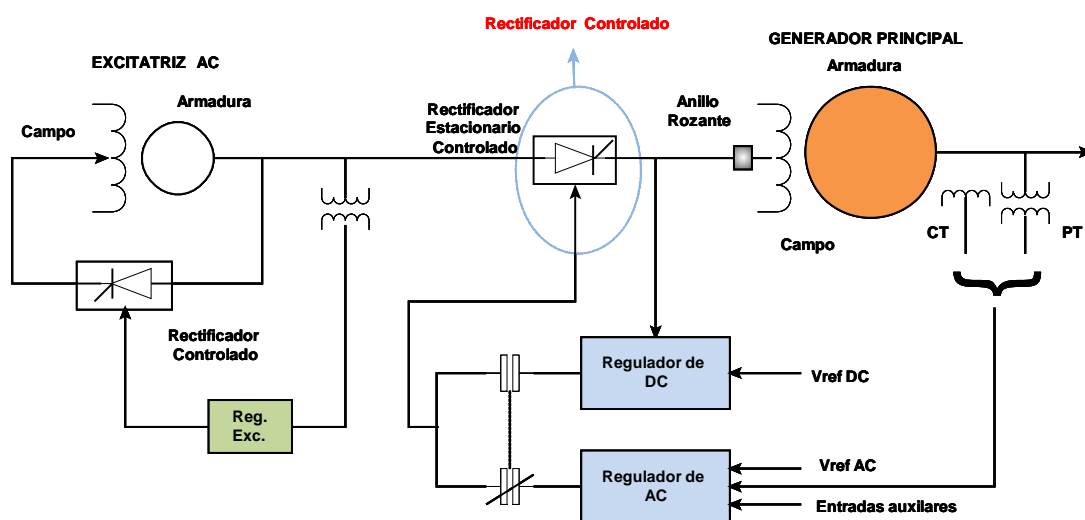 Rectificador Controlado
GENERADOR PRINCIPAL
Armadura
EXCITATRIZ AC
Armadura
Campo
Rectificador
Estacionario
Controlado
Anillo
Rozante
Campo
CT
PT
Rectificador
Controlado
Reg.
Exc.
Regulador de
DC
Vref DC
Regulador de
AC
Vref AC
Entradas auxilares